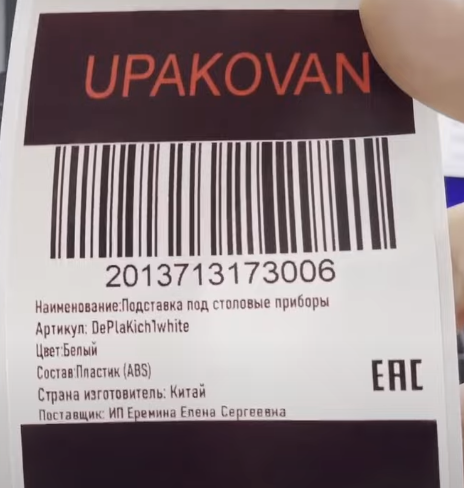 UPAKOVAN
2013713173006
Наименование:Подставка под столовые приборы
Артикул: DePlaKich1white
Цвет:Белый
Состав:Пластик (ABS)
Страна изготовитель: Китай
Поставщик: ИП Еремина Елена Сергеевна
EAC